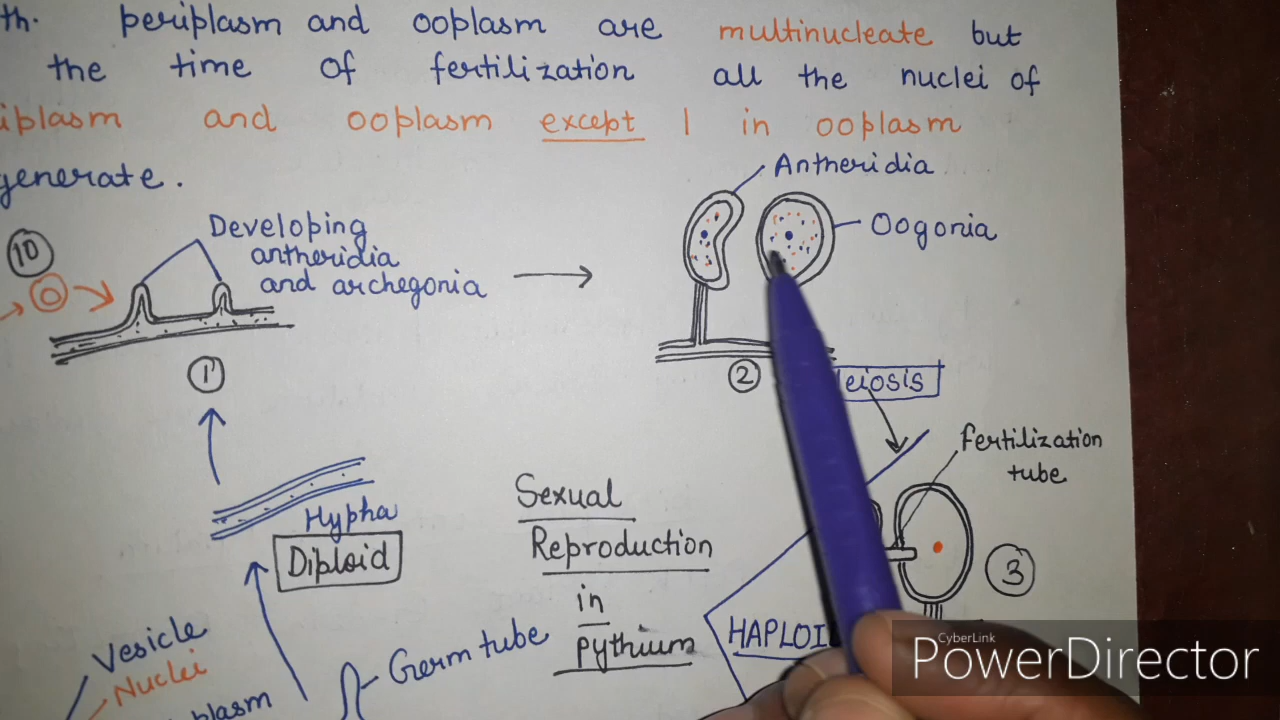 th. periplasm and ooplasm are multinucleate but
the time of fertilization all the nuclei of
iplasm and ooplasm except 1 in ooplasm
generate.
Antheridia
Oogonia
10
Developing
antheridia
and archegonia
1
2
eiosis
fertilization
tube
3
Hypha
Diploid
Sexual
Reproduction
in
pythium
HAPLOI
Vesicle
Nuclei
plasm
Germ tube
CyberLink
PowerDirector